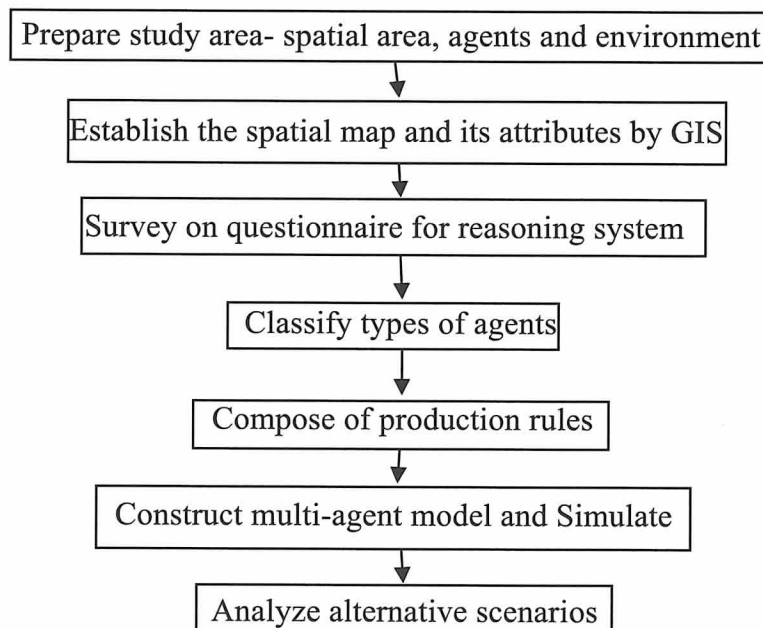 Prepare study area- spatial area, agents and environment
Establish the spatial map and its attributes by GIS
Survey on questionnaire for reasoning system
Classify types of agents
Compose of production rules
Construct multi-agent model and Simulate
Analyze alternative scenarios